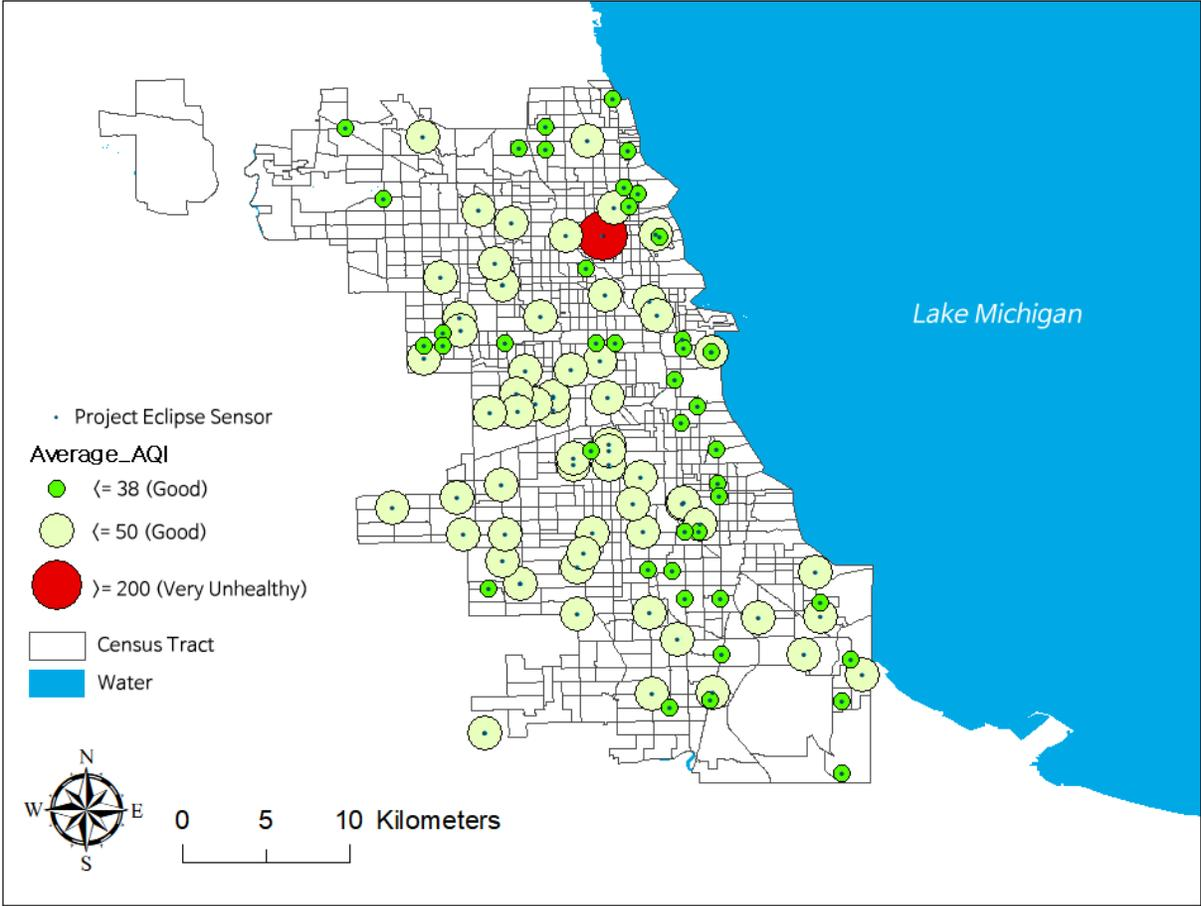 Lake Michigan
Project Eclipse Sensor
Average_AQI
<= 38 (Good)
<= 50 (Good)
>= 200 (Very Unhealthy)
Census Tract
Water
N
W E
S
0 5 10 Kilometers